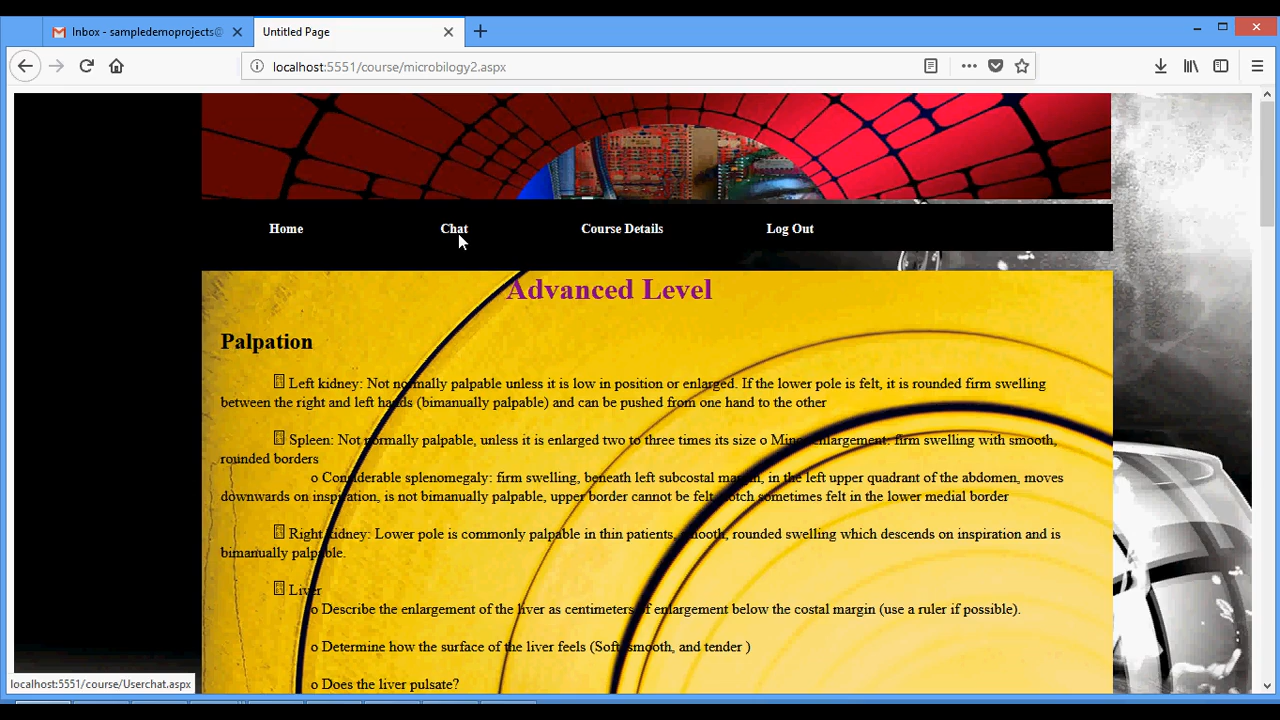 Inbox - sampledemoprojects@
Untitled Page
localhost:5551/course/microbilogy2.aspx
Home Chat Course Details Log Out
Advanced Level
Palpation
Left kidney: Not normally palpable unless it is low in position or enlarged. If the lower pole is felt, it is rounded firm swelling
between the right and left hands (bimanually palpable) and can be pushed from one hand to the other
Spleen: Not normally palpable, unless it is enlarged two to three times its size o Minor enlargement: firm swelling with smooth,
rounded borders
o Considerable splenomegaly: firm swelling, beneath left subcostal margin, in the left upper quadrant of the abdomen, moves
downwards on inspiration, is not bimanually palpable, upper border cannot be felt, notch sometimes felt in the lower medial border
Right kidney: Lower pole is commonly palpable in thin patients, smooth, rounded swelling which descends on inspiration and is
bimanually palpable.
Liver
o Describe the enlargement of the liver as centimeters of enlargement below the costal margin (use a ruler if possible).
o Determine how the surface of the liver feels (Soft, smooth, and tender )
o Does the liver pulsate?
localhost:5551/course/Userchat.aspx